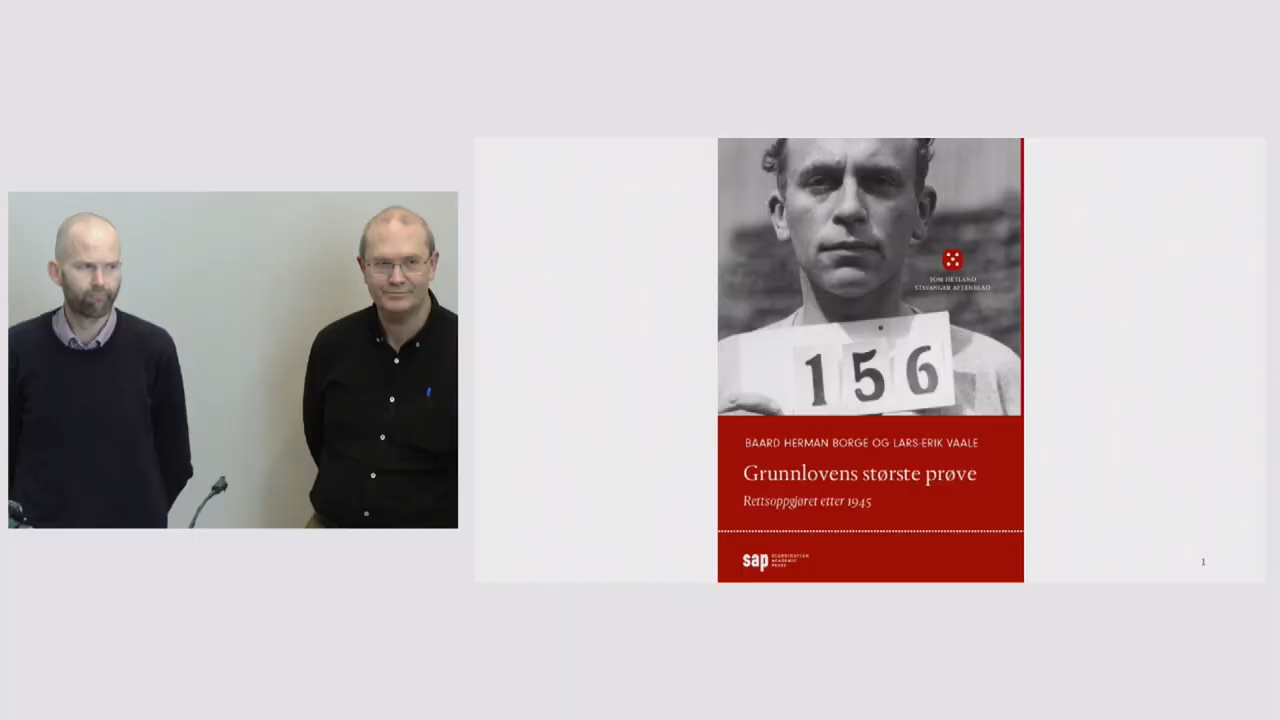 TOM HETLAND
STAVANGER AFTENBLAD
156
BAARD HERMAN BORGE OG LARS-ERIK VAALE
Grunnlovens største prøve
Rettsoppgjøret etter 1945
sap
SCANDINAVIAN
ACADEMIC
PRESS
1